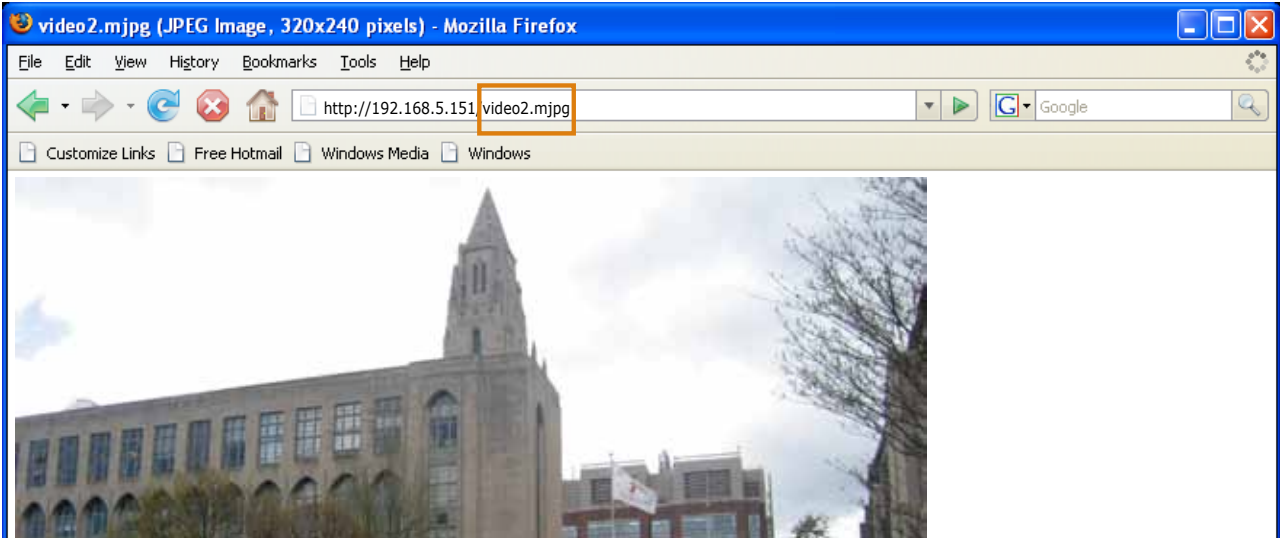 video2.mjpg (JPEG Image, 320x240 pixels) - Mozilla Firefox
File Edit View History Bookmarks Tools Help
http://192.168.5.151/video2.mjpg G Google
Customize Links Free Hotmail Windows Media Windows